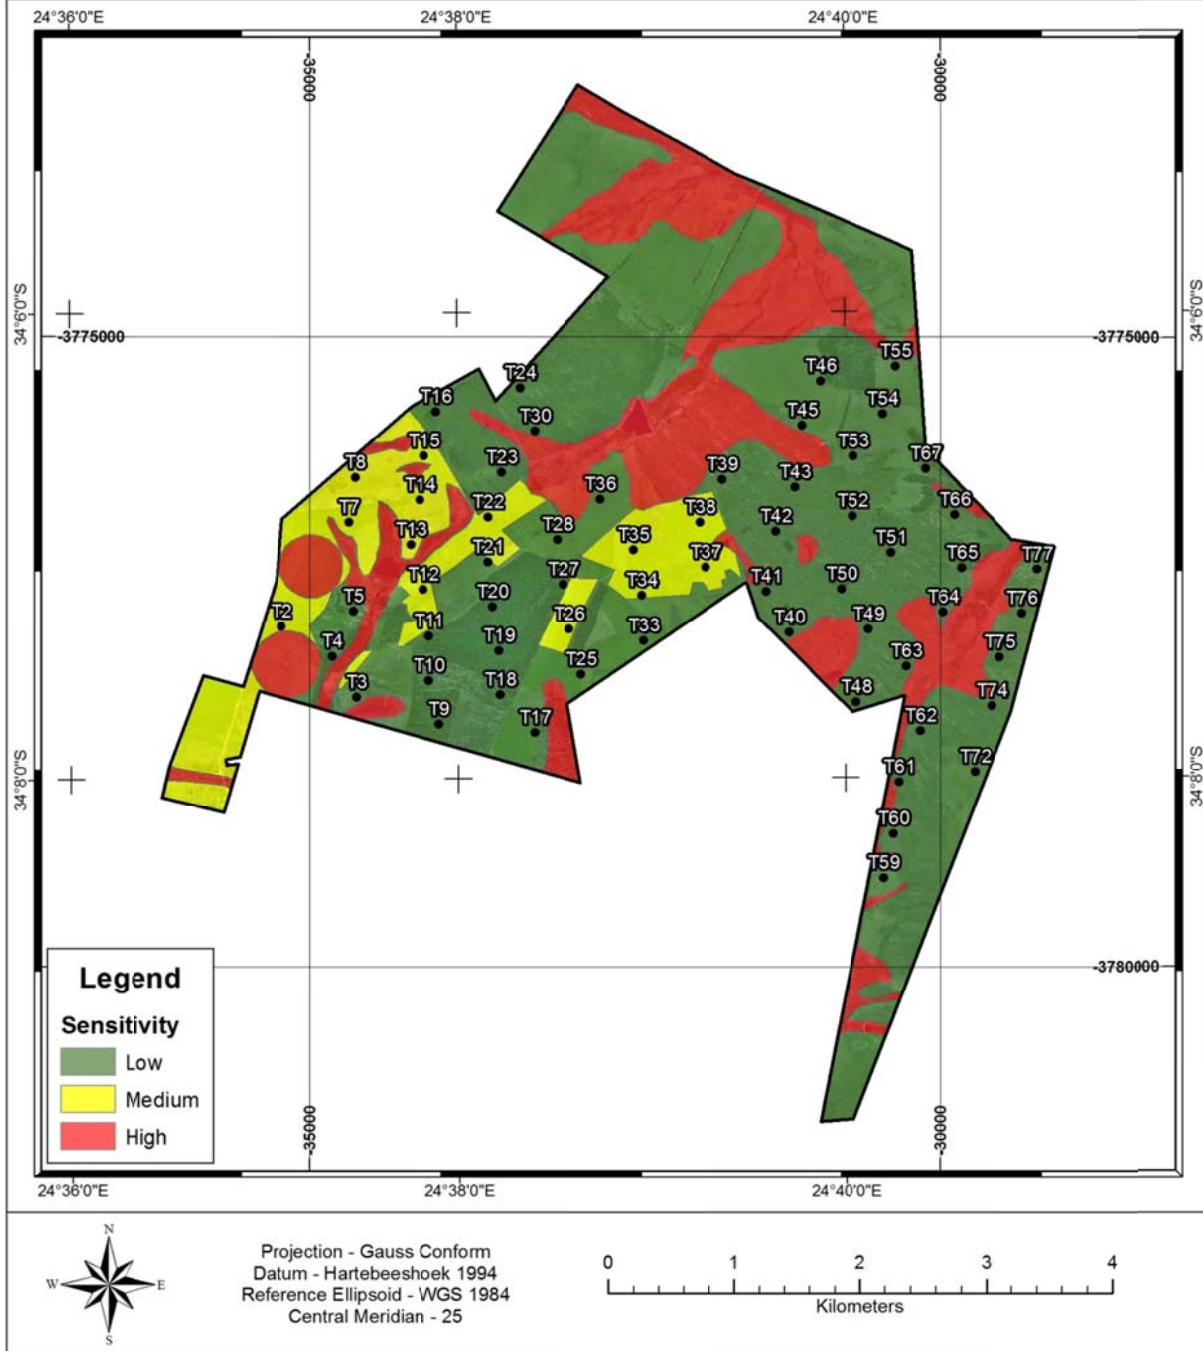 24°36'0"E
24°38'0"E
24°40'0"E
-35000
-30000
34°6'0"S
34°6'0"S
-3775000
-3775000
T55
T46
T24
T54
T16
T45
T30
T15
T53
T67
T8
T23
T39
T14
T36
T43
T7
T22
T38
T52
T66
T13
T28
T35
T42
T51
T21
T37
T65
T77
T12
T27
T34
T41
T50
T5
T20
T64
T76
T2
T11
T26
T40
T49
T4
T19
T33
T63
T75
T10
T25
T3
T18
T48
T74
T9
T17
T62
34°8'0"S
34°8'0"S
T61
T72
T60
T59
-3780000
Legend
Sensitivity
Low
Medium
High
-35000
-30000
24°36'0"E
24°38'0"E
24°40'0"E
N
W
E
S
Projection - Gauss Conform
Datum - Hartebeeshoek 1994
Reference Ellipsoid - WGS 1984
Central Meridian - 25
0 1 2 3 4
Kilometers